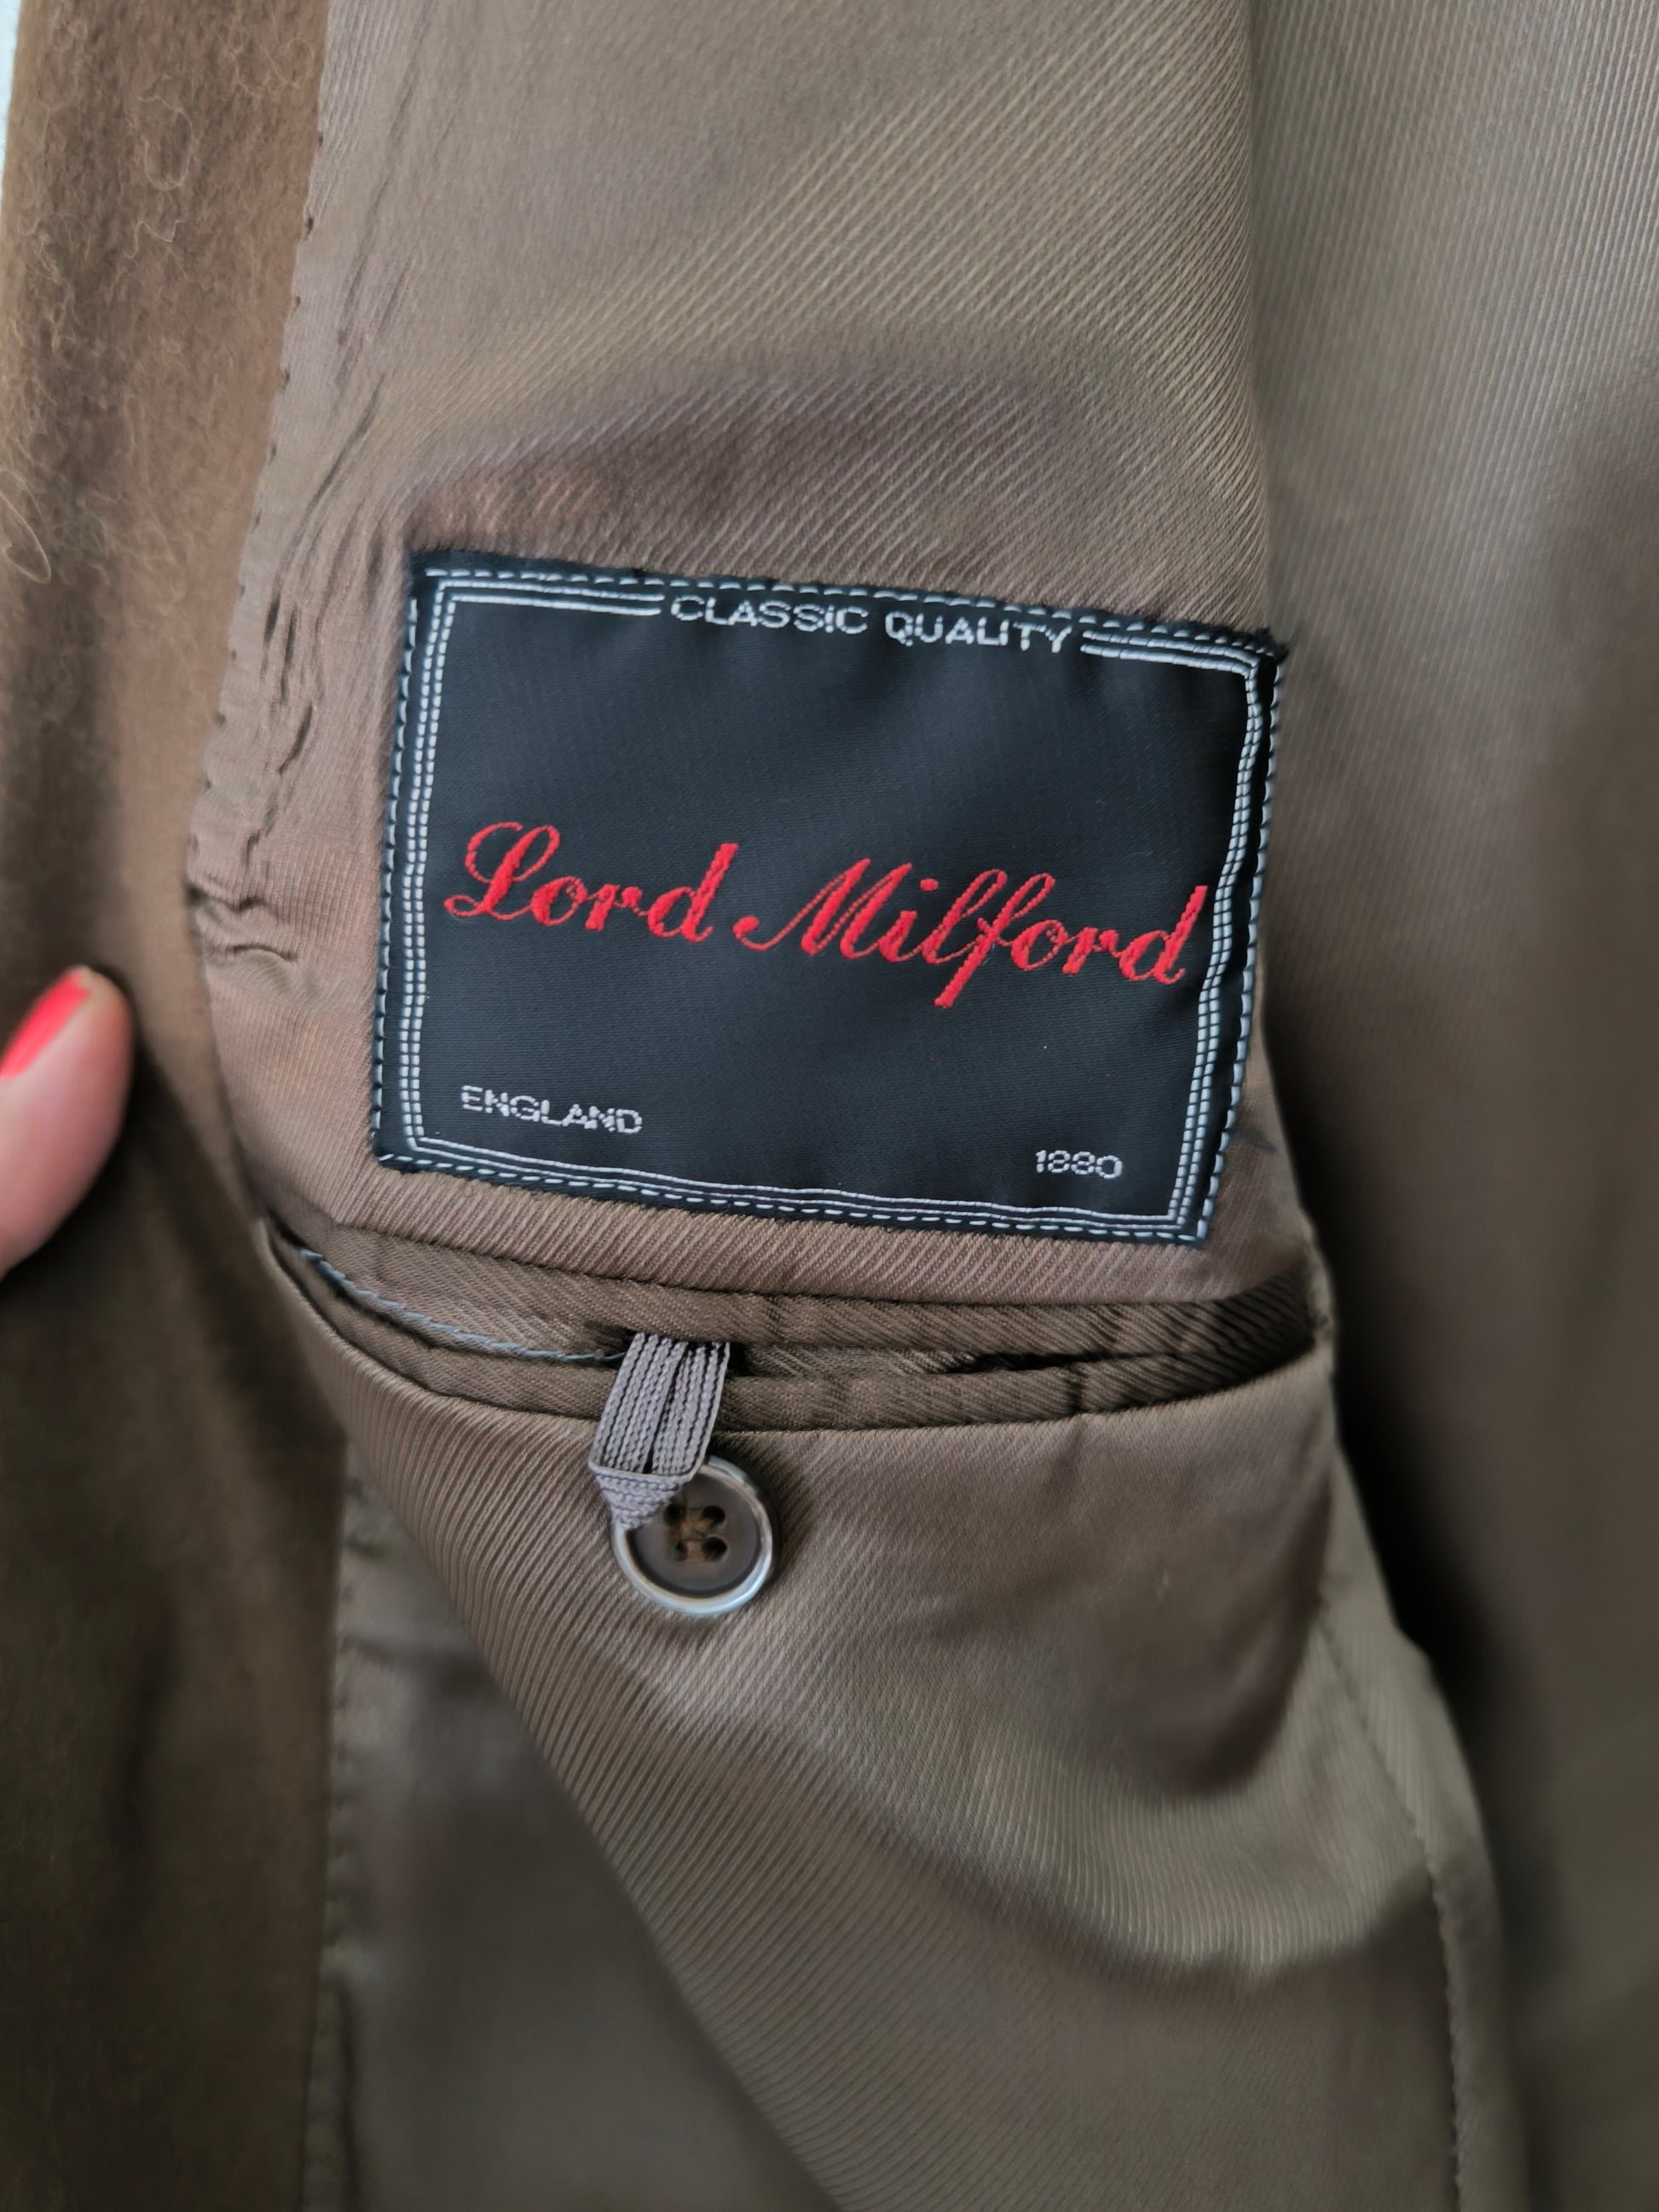 CLASSIC QUALITY
Lord Milford
ENGLAND
1880